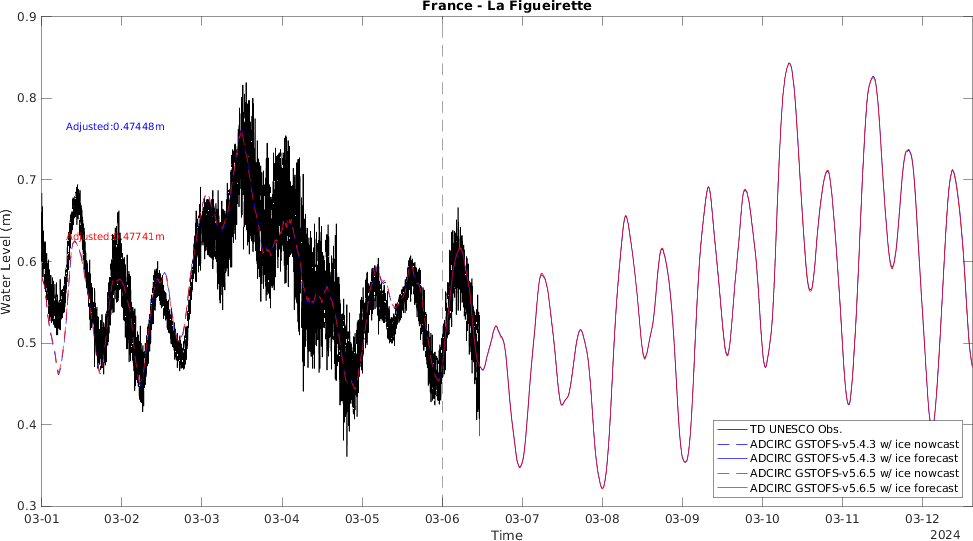 France - La Figueirette
0.9
0.8
0.7
0.6
0.5
0.4
0.3
Water Level (m)
Adjusted:0.47448m
Adjusted:0.47741m
TD UNESCO Obs.
ADCIRC GSTOFS-v5.4.3 w/ ice nowcast
ADCIRC GSTOFS-v5.4.3 w/ ice forecast
ADCIRC GSTOFS-v5.6.5 w/ ice nowcast
ADCIRC GSTOFS-v5.6.5 w/ ice forecast
03-01 03-02 03-03 03-04 03-05 03-06 03-07 03-08 03-09 03-10 03-11 03-12
Time
2024